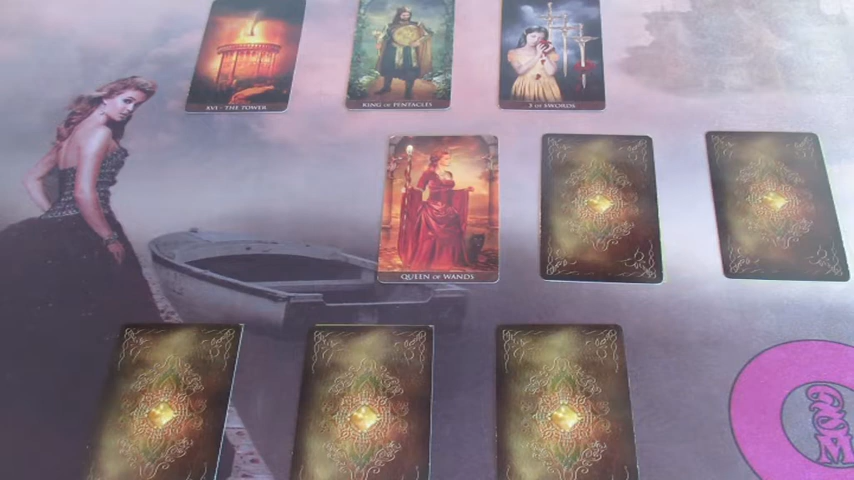 XVI - THE TOWER
KING OF PENTACLES
3 OF SWORDS
QUEEN OF WANDS